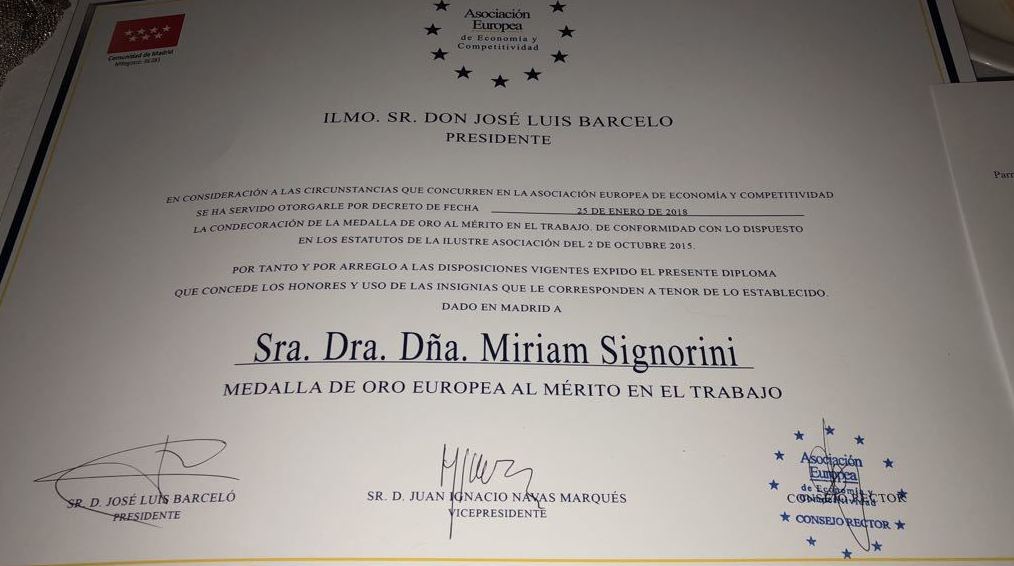 Comunidad de Madrid
Asociación
Europea
de Economía y
Competitividad
ILMO. SR. DON JOSÉ LUIS BARCELO
PRESIDENTE
EN CONSIDERACIÓN A LAS CIRCUNSTANCIAS QUE CONCURREN EN LA ASOCIACIÓN EUROPEA DE ECONOMÍA Y COMPETITIVIDAD
SE HA SERVIDO OTORGARLE POR DECRETO DE FECHA 25 DE ENERO DE 2018
LA CONDECORACIÓN DE LA MEDALLA DE ORO AL MÉRITO EN EL TRABAJO. DE CONFORMIDAD CON LO DISPUESTO
EN LOS ESTATUTOS DE LA ILUSTRE ASOCIACIÓN DEL 2 DE OCTUBRE 2015.
POR TANTO Y POR ARREGLO A LAS DISPOSICIONES VIGENTES EXPIDO EL PRESENTE DIPLOMA
QUE CONCEDE LOS HONORES Y USO DE LAS INSIGNIAS QUE LE CORRESPONDEN A TENOR DE LO ESTABLECIDO.
DADO EN MADRID A
Sra. Dra. Dña. Miriam Signorini
MEDALLA DE ORO EUROPEA AL MÉRITO EN EL TRABAJO
SR. D. JOSÉ LUIS BARCELÓ
PRESIDENTE
SR. D. JUAN IGNACIO NAVAS MARQUÉS
VICEPRESIDENTE
Asociación
Europea
de Economía y
Competitividad
CONSEJO RECTOR
CONSEJO RECTOR